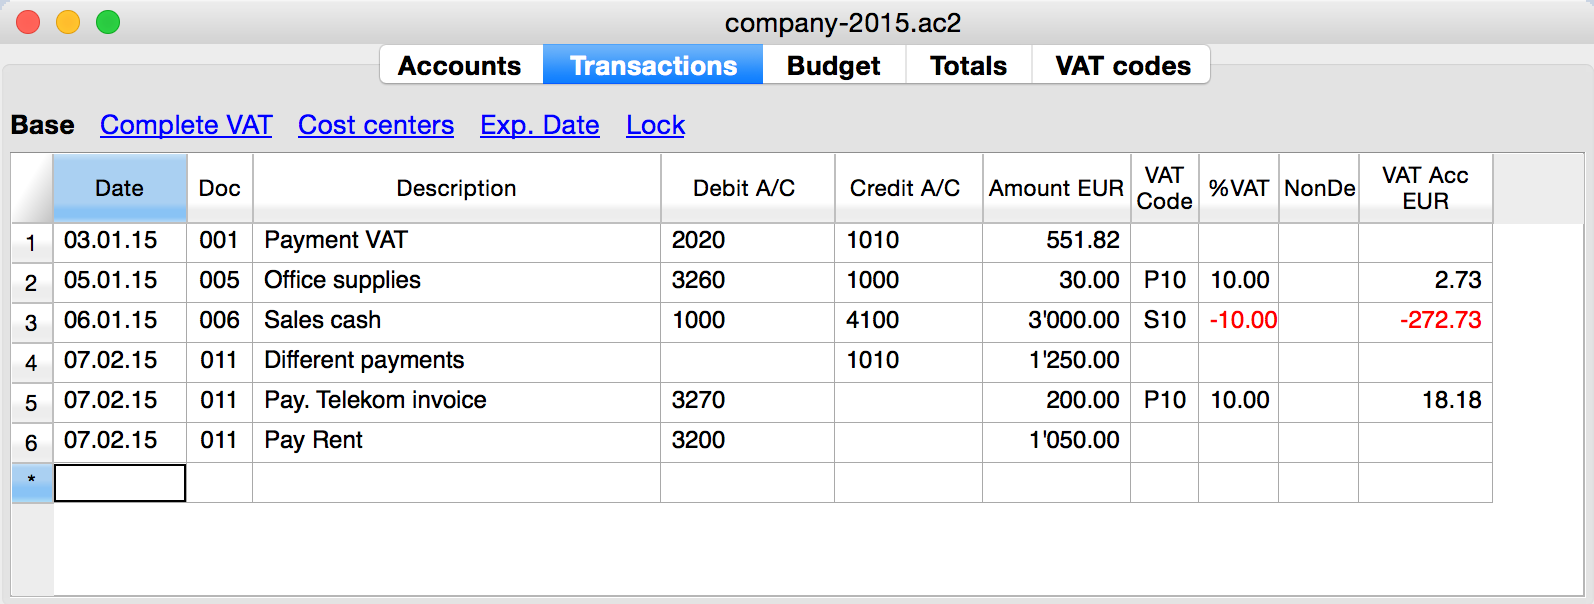 company-2015.ac2
Accounts Transactions Budget Totals VAT codes
Base Complete VAT Cost centers Exp. Date Lock
Date Doc Description Debit A/C Credit A/C Amount EUR VAT Code %VAT NonDe VAT Acc EUR
1 03.01.15 001 Payment VAT 2020 1010 551.82
2 05.01.15 005 Office supplies 3260 1000 30.00 P10 10.00 2.73
3 06.01.15 006 Sales cash 1000 4100 3'000.00 S10 -10.00 -272.73
4 07.02.15 011 Different payments 1010 1'250.00
5 07.02.15 011 Pay. Telekom invoice 3270 200.00 P10 10.00 18.18
6 07.02.15 011 Pay Rent 3200 1'050.00
*